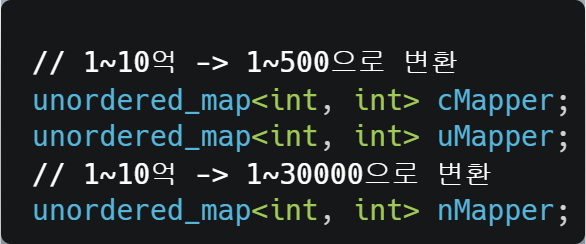 // 1~10억 -> 1~500으로 변환
unordered_map<int, int> cMapper;
unordered_map<int, int> uMapper;
// 1~10억 -> 1~30000으로 변환
unordered_map<int, int> nMapper;